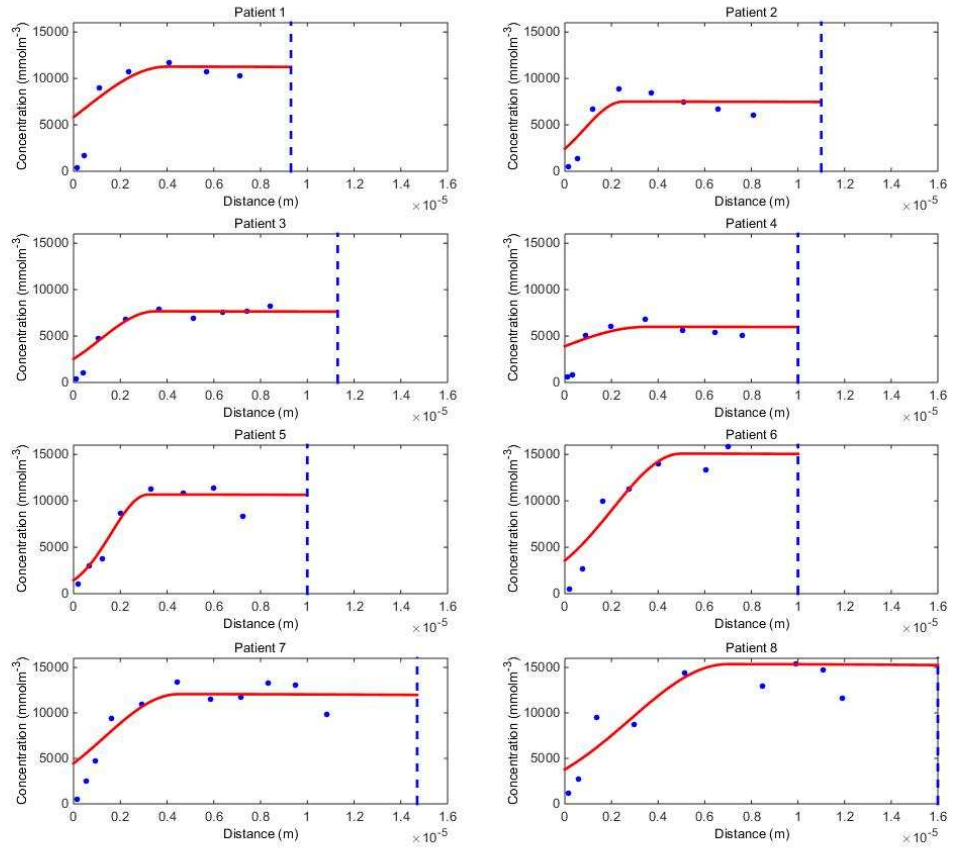 Patient 1
Concentration (mmolm-3)
15000
10000
5000
0
0 0.2 0.4 0.6 0.8 1 1.2 1.4 1.6
Distance (m)
×10-5
Patient 2
Concentration (mmolm-3)
15000
10000
5000
0
0 0.2 0.4 0.6 0.8 1 1.2 1.4 1.6
Distance (m)
×10-5
Patient 3
Concentration (mmolm-3)
15000
10000
5000
0
0 0.2 0.4 0.6 0.8 1 1.2 1.4 1.6
Distance (m)
×10-5
Patient 4
Concentration (mmolm-3)
15000
10000
5000
0
0 0.2 0.4 0.6 0.8 1 1.2 1.4 1.6
Distance (m)
×10-5
Patient 5
Concentration (mmolm-3)
15000
10000
5000
0
0 0.2 0.4 0.6 0.8 1 1.2 1.4 1.6
Distance (m)
×10-5
Patient 6
Concentration (mmolm-3)
15000
10000
5000
0
0 0.2 0.4 0.6 0.8 1 1.2 1.4 1.6
Distance (m)
×10-5
Patient 7
Concentration (mmolm-3)
15000
10000
5000
0
0 0.2 0.4 0.6 0.8 1 1.2 1.4 1.6
Distance (m)
×10-5
Patient 8
Concentration (mmolm-3)
15000
10000
5000
0
0 0.2 0.4 0.6 0.8 1 1.2 1.4 1.6
Distance (m)
×10-5